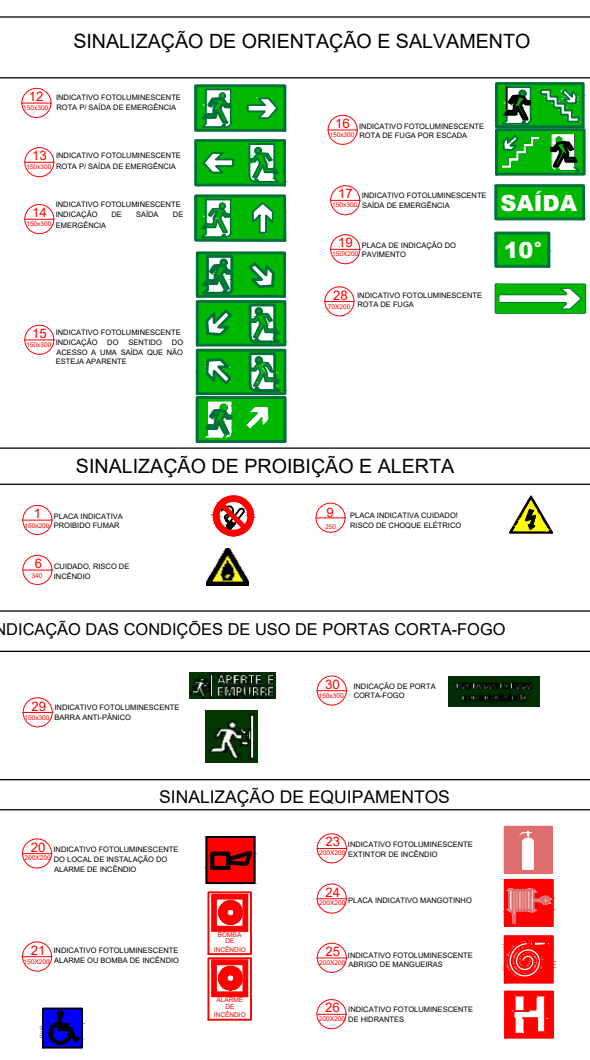 SINALIZAÇÃO DE ORIENTAÇÃO E SALVAMENTO
12
150x300
INDICATIVO FOTOLUMINESCENTE
ROTA P/ SAÍDA DE EMERGÊNCIA
13
150x300
INDICATIVO FOTOLUMINESCENTE
ROTA P/ SAÍDA DE EMERGÊNCIA
14
150x300
INDICATIVO FOTOLUMINESCENTE
INDICAÇÃO DE SAÍDA DE
EMERGÊNCIA
15
150x300
INDICATIVO FOTOLUMINESCENTE
INDICAÇÃO DO SENTIDO DO
ACESSO A UMA SAÍDA QUE NÃO
ESTEJA APARENTE
16
150x300
INDICATIVO FOTOLUMINESCENTE
ROTA DE FUGA POR ESCADA
17
150x300
INDICATIVO FOTOLUMINESCENTE
SAÍDA DE EMERGÊNCIA
SAÍDA
19
150X200
PLACA DE INDICAÇÃO DO
PAVIMENTO
10°
28
70X200
INDICATIVO FOTOLUMINESCENTE
ROTA DE FUGA
SINALIZAÇÃO DE PROIBIÇÃO E ALERTA
1
150x200
PLACA INDICATIVA
PROIBIDO FUMAR
9
250
PLACA INDICATIVA CUIDADO!
RISCO DE CHOQUE ELÉTRICO
6
340
CUIDADO, RISCO DE
INCÊNDIO
NDICAÇÃO DAS CONDIÇÕES DE USO DE PORTAS CORTA-FOGO
29
150x300
INDICATIVO FOTOLUMINESCENTE
BARRA ANTI-PÂNICO
APERTE E
EMPURRE
30
150x300
INDICAÇÃO DE PORTA
CORTA-FOGO
SINALIZAÇÃO DE EQUIPAMENTOS
20
200X200
INDICATIVO FOTOLUMINESCENTE
DO LOCAL DE INSTALAÇÃO DO
ALARME DE INCÊNDIO
21
150X200
INDICATIVO FOTOLUMINESCENTE
ALARME OU BOMBA DE INCÊNDIO
BOMBA
DE
INCÊNDIO
ALARME
DE
INCÊNDIO
23
200X200
INDICATIVO FOTOLUMINESCENTE
EXTINTOR DE INCÊNDIO
24
200X200
PLACA INDICATIVO MANGOTINHO
25
200X200
INDICATIVO FOTOLUMINESCENTE
ABRIGO DE MANGUEIRAS
26
200X200
INDICATIVO FOTOLUMINESCENTE
DE HIDRANTES
H